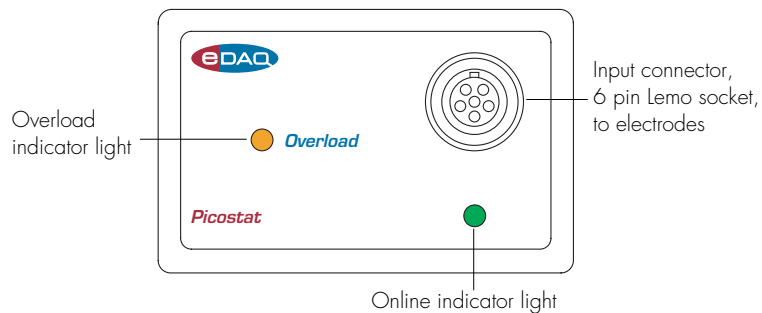 eDAQ
Input connector,
6 pin Lemo socket,
to electrodes
Overload
indicator light
Overload
Picostat
Online indicator light